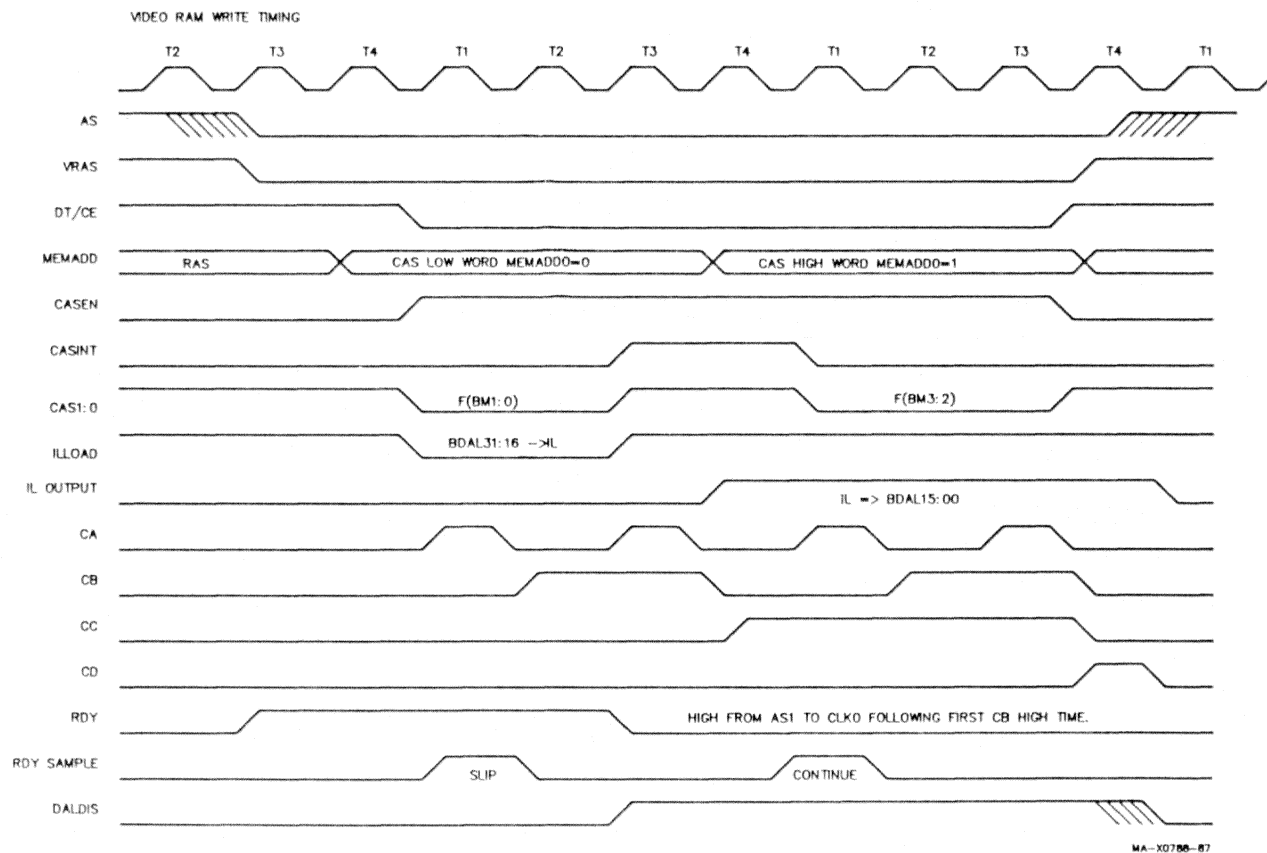 VIDEO RAM WRITE TIMING
T2 T3 T4 T1 T2 T3 T4 T1 T2 T3 T4 T1
AS
VRAS
DT/CE
MEMADD RAS CAS LOW WORD MEMADD0=0 CAS HIGH WORD MEMADD0=1
CASEN
CASINT
CAS1:0 F(BM1:0) F(BM3:2)
ILLOAD BDAL31:16 ->IL
IL OUTPUT IL => BDAL15:00
CA
CB
CC
CD
RDY HIGH FROM AS1 TO CLK0 FOLLOWING FIRST CB HIGH TIME.
RDY SAMPLE SLIP CONTINUE
DALDIS
MA-X0788-87